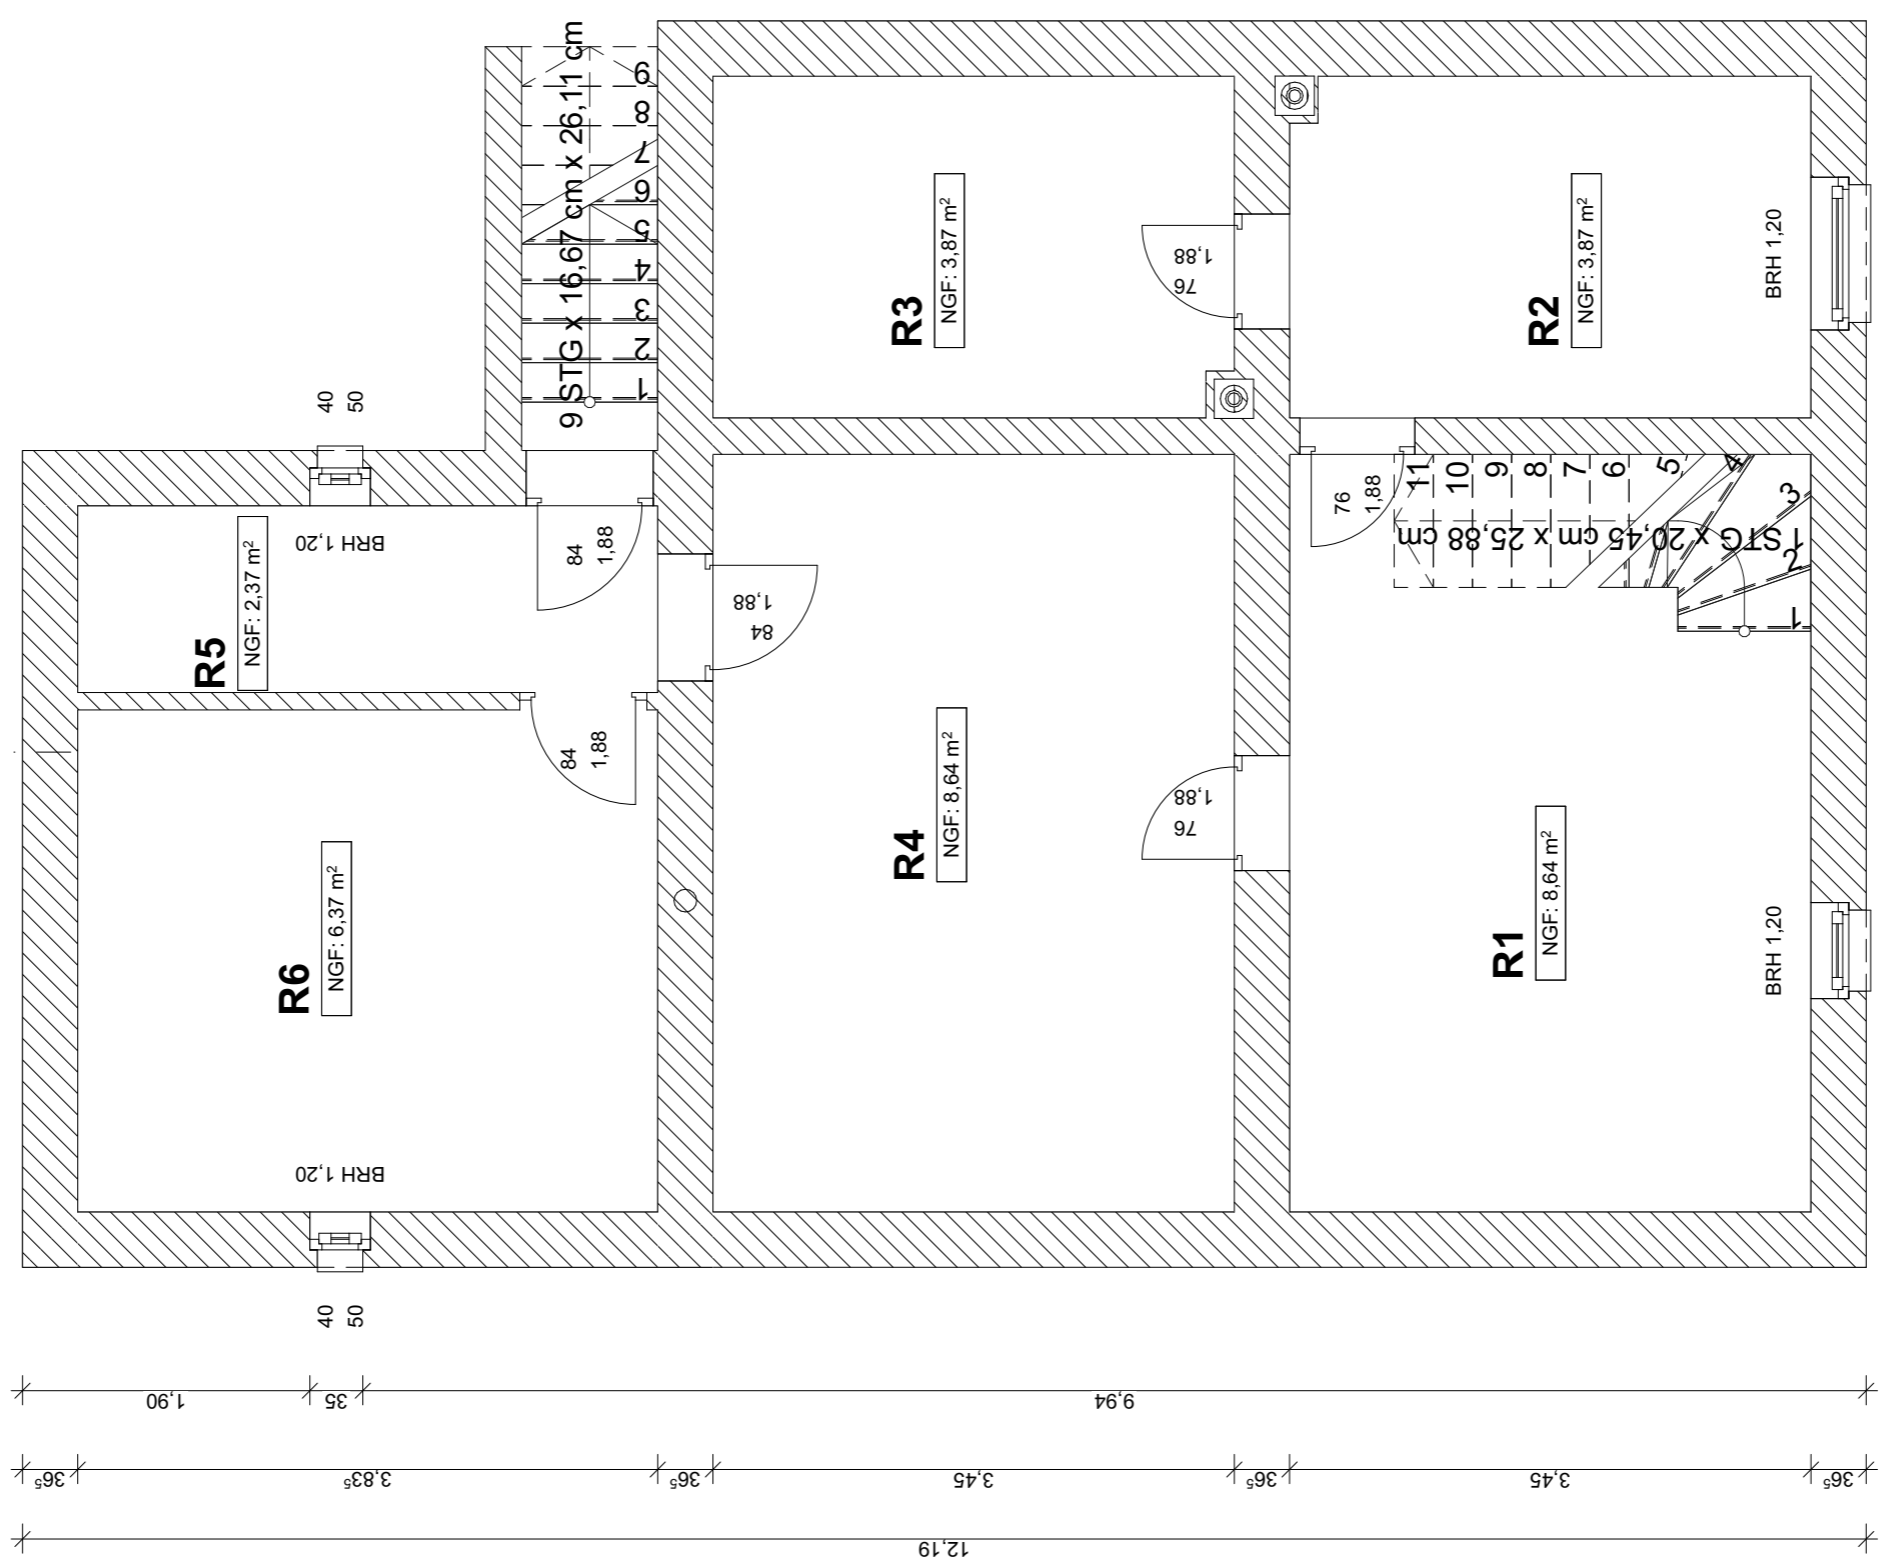 9 STG x 16,67 cm x 26,11 cm
9
8
7
6
5
4
3
2
1
R3
NGF: 3,87 m²
76
1,88
R2
NGF: 3,87 m²
BRH 1,20
40
50
BRH 1,20
R5
NGF: 2,37 m²
84
1,88
84
1,88
84
1,88
76
1,88
11
10
9
8
7
6
5
4
3
2
1
1STG x 20,45 cm x 25,88 cm
R6
NGF: 6,37 m²
R4
NGF: 8,64 m²
76
1,88
R1
NGF: 8,64 m²
BRH 1,20
BRH 1,20
40
50
1,90
35
9,94
36⁵
3,83⁵
36⁵
3,45
36⁵
3,45
36⁵
12,19